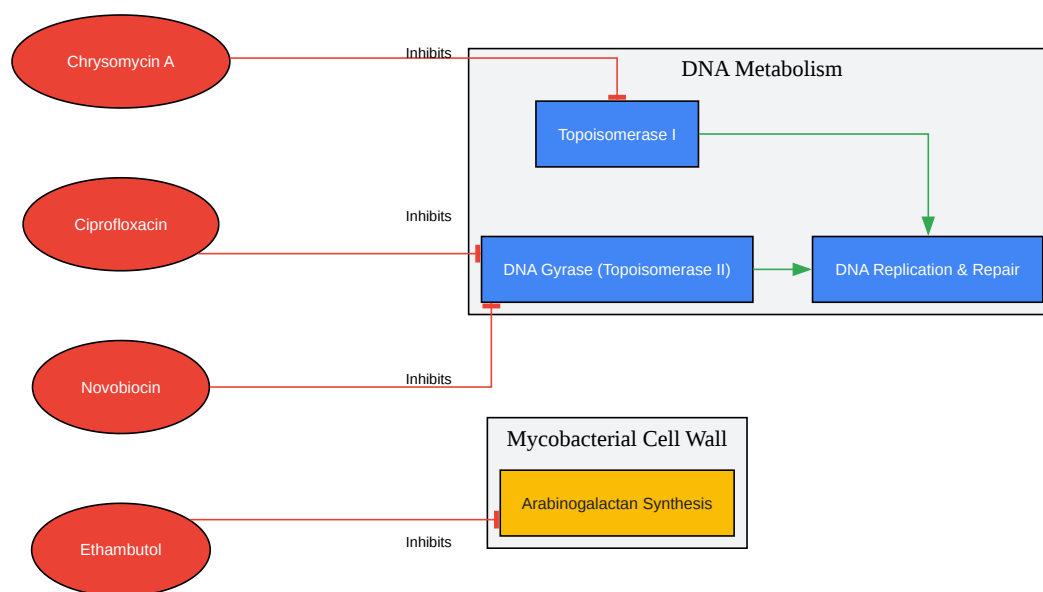 Chrysomycin A
Inhibits
DNA Metabolism
Topoisomerase I
Ciprofloxacin
Inhibits
DNA Gyrase (Topoisomerase II)
DNA Replication & Repair
Novobiocin
Inhibits
Mycobacterial Cell Wall
Arabinogalactan Synthesis
Ethambutol
Inhibits